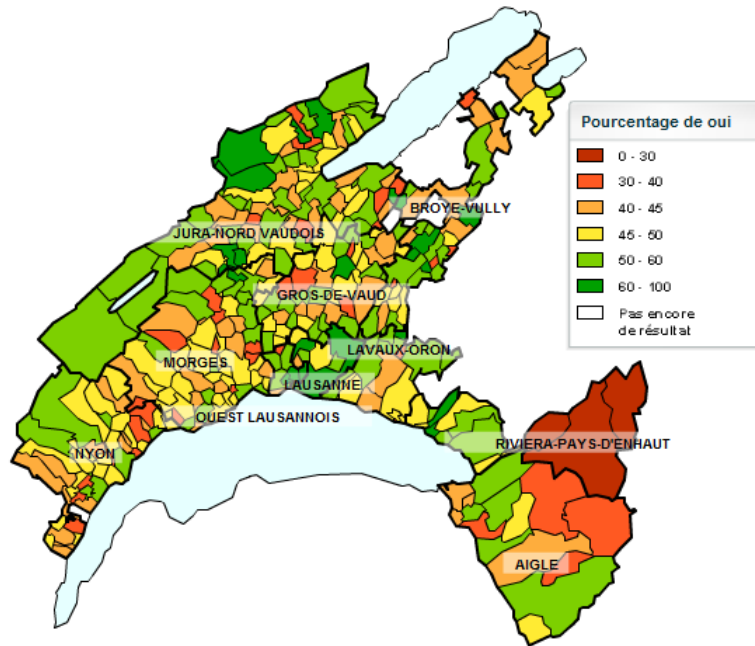 Pourcentage de oui
0 - 30
30 - 40
40 - 45
45 - 50
50 - 60
60 - 100
Pas encore
de résultat
BROYE-VULLY
JURA-NORD VAUDOIS
GROS-DE-VAUD
LAVAUX-ORON
MORGES
LAUSANNE
OUEST LAUSANNOIS
RIVIERA-PAYS-D'ENHAUT
NYON
AIGLE